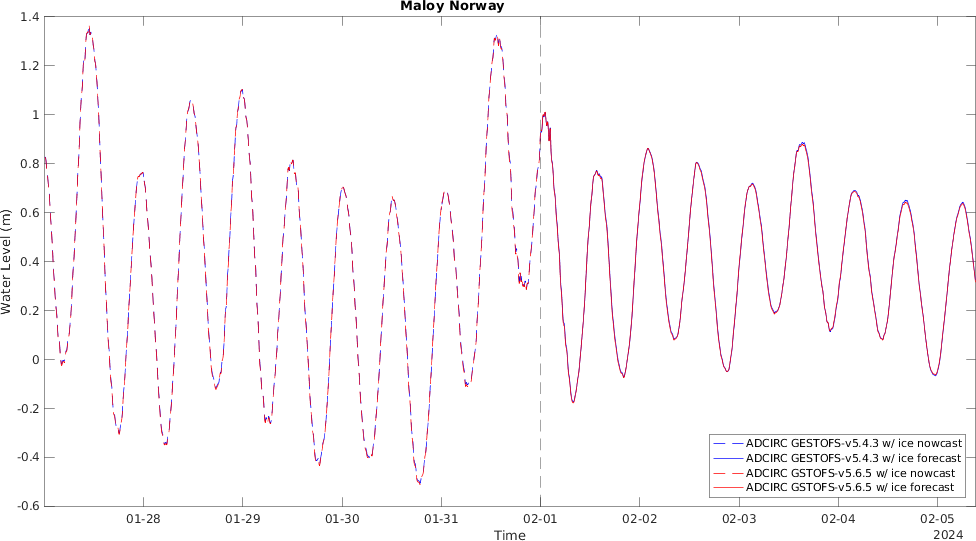 Maloy Norway
1.4
1.2
1
0.8
0.6
0.4
0.2
0
-0.2
-0.4
-0.6
Water Level (m)
01-28 01-29 01-30 01-31 02-01 02-02 02-03 02-04 02-05
Time
2024
ADCIRC GESTOFS-v5.4.3 w/ ice nowcast
ADCIRC GESTOFS-v5.4.3 w/ ice forecast
ADCIRC GSTOFS-v5.6.5 w/ ice nowcast
ADCIRC GSTOFS-v5.6.5 w/ ice forecast